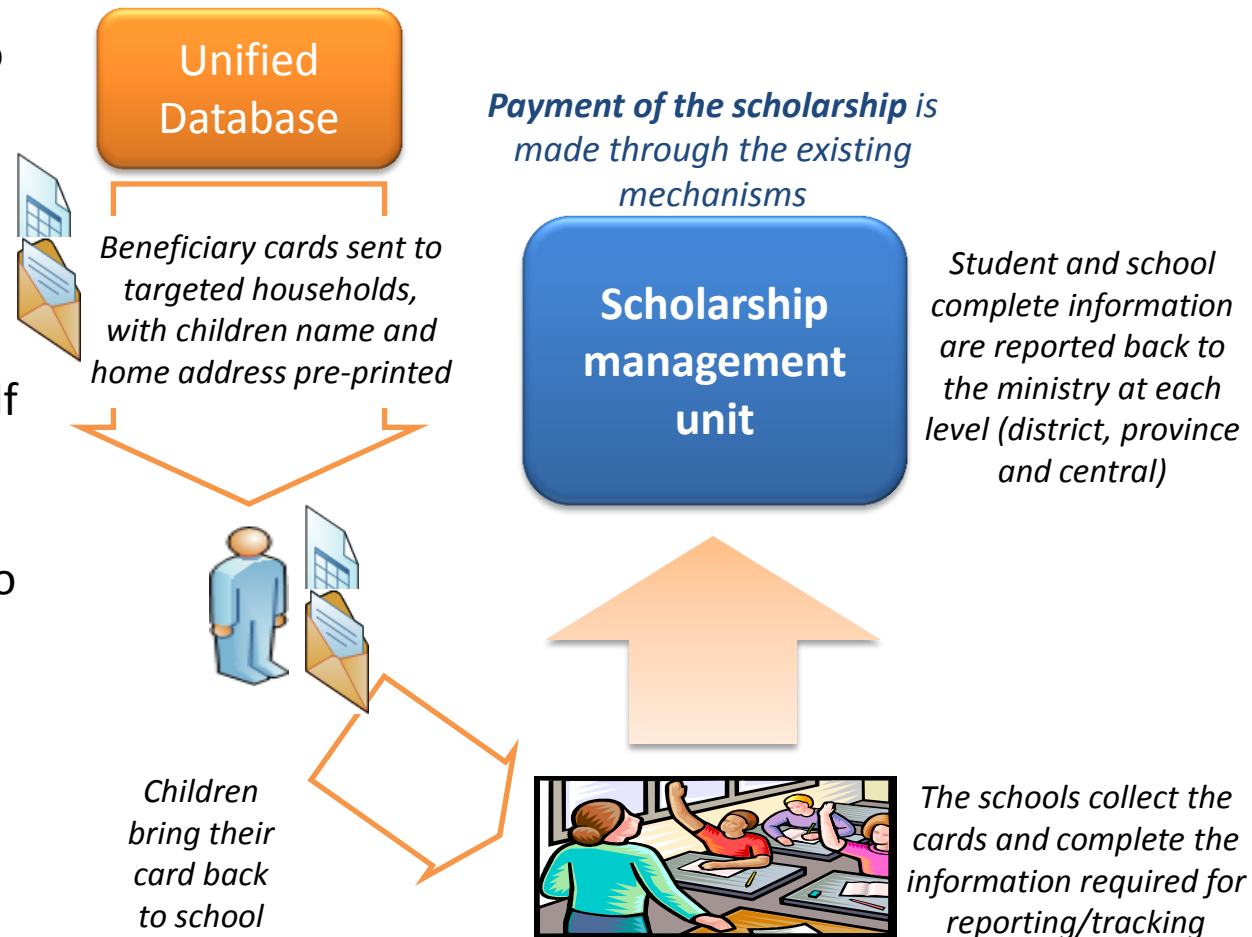 Unified
Database
Beneficiary cards sent to
targeted households,
with children name and
home address pre-printed
Children
bring their
card back
to school
The schools collect the
cards and complete the
information required for
reporting/tracking
Student and school
complete information
are reported back to
the ministry at each
level (district, province
and central)
Scholarship
management
unit
Payment of the scholarship is
made through the existing
mechanisms